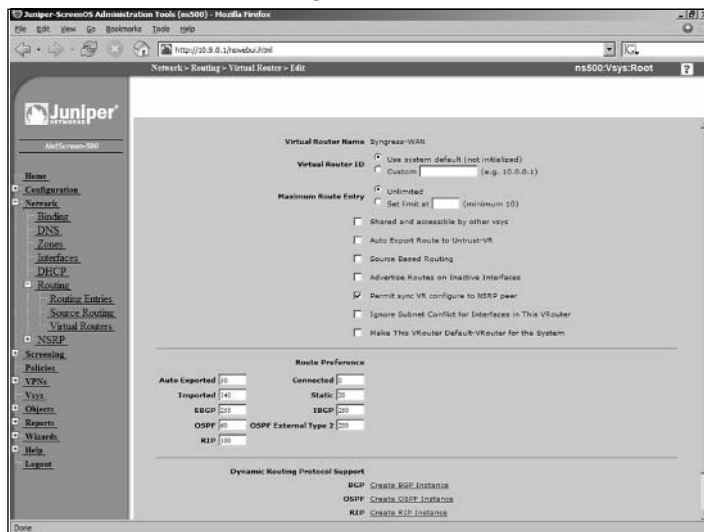 Juniper-ScreenOS Administration Tools (ns500) - Mozilla Firefox
File Edit View Go Bookmarks Tools Help
http://10.9.0.1/nswebui.html
G.
Network > Routing > Virtual Router > Edit
ns500:Vsys:Root
?
Juniper
NETWORKS
NetScreen-500
Home
Configuration
Network
Binding
DNS
Zones
Interfaces
DHCP
Routing
Routing Entries
Source Routing
Virtual Routers
NSRP
Screening
Policies
VPNs
Vsys
Objects
Reports
Wizards
Help
Logout
Virtual Router Name Syngress-WAN
Virtual Router ID Use system default (not initialized)
Custom (e.g. 10.0.0.1)
Maximum Route Entry Unlimited
Set limit at (minimum 10)
Shared and accessible by other vsys
Auto Export Route to Untrust-VR
Source Based Routing
Advertise Routes on Inactive Interfaces
Permit sync VR configure to NSRP peer
Ignore Subnet Conflict for Interfaces in This VRouter
Make This VRouter Default-VRouter for the System
Route Preference
Auto Exported 30 Connected 0
Imported 140 Static 20
EBGP 255 IBGP 250
OSPF 60 OSPF External Type 2 200
RIP 100
Dynamic Routing Protocol Support
BGP Create BGP Instance
OSPF Create OSPF Instance
RIP Create RIP Instance
Done